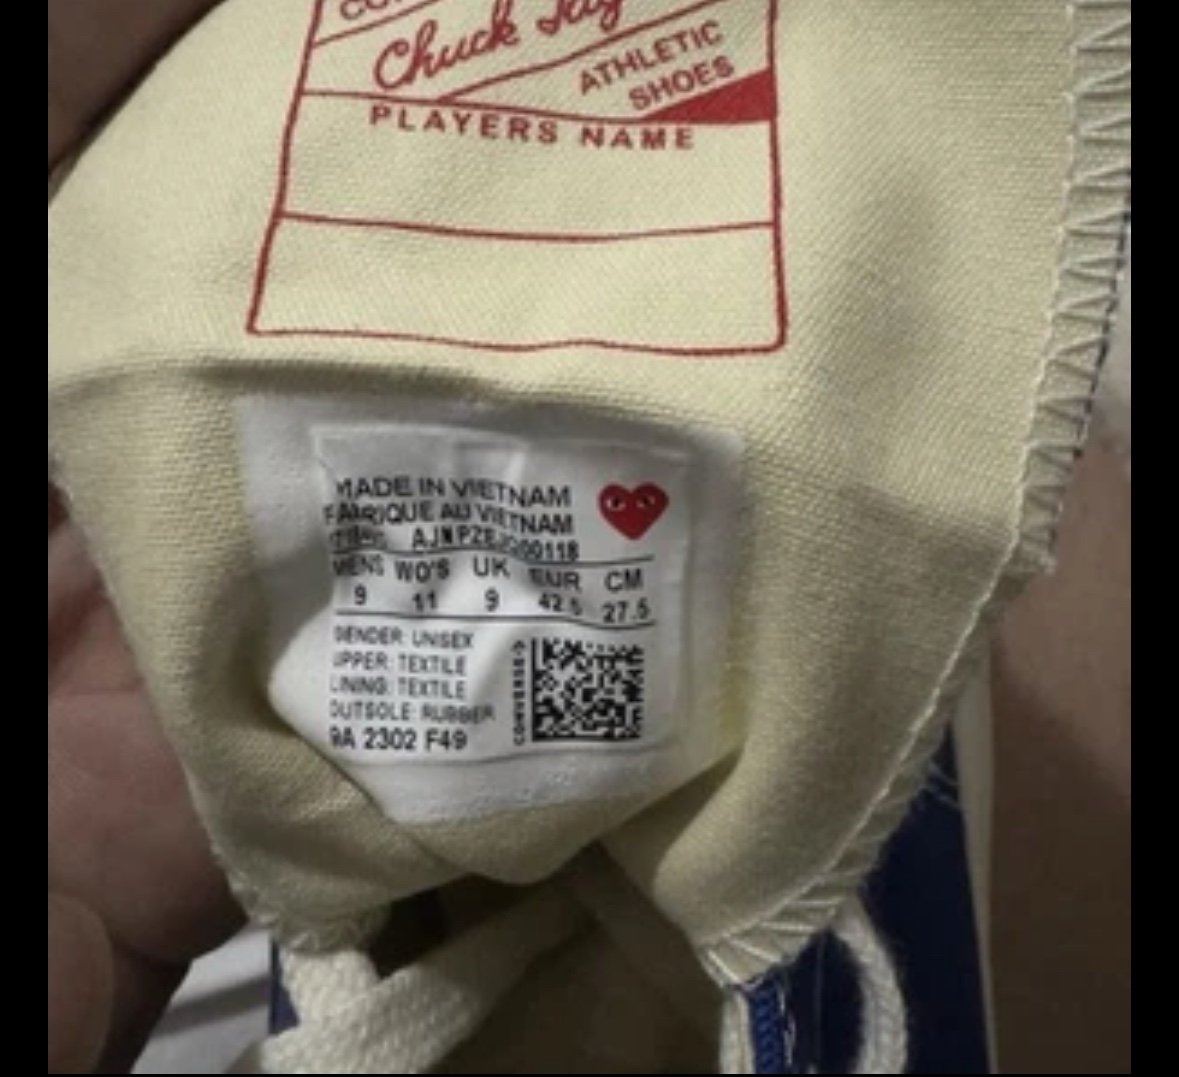 Chuck
ATHLETIC
SHOES
PLAYERS NAME
MADE IN VIETNAM
FABRIQUE AU VIETNAM
MENS WO'S UK EUR CM
9 11 9 42.5 27.5
GENDER: UNISEX
UPPER: TEXTILE
LINING: TEXTILE
OUTSOLE: RUBBER
CONVERSE
9A 2302 F49